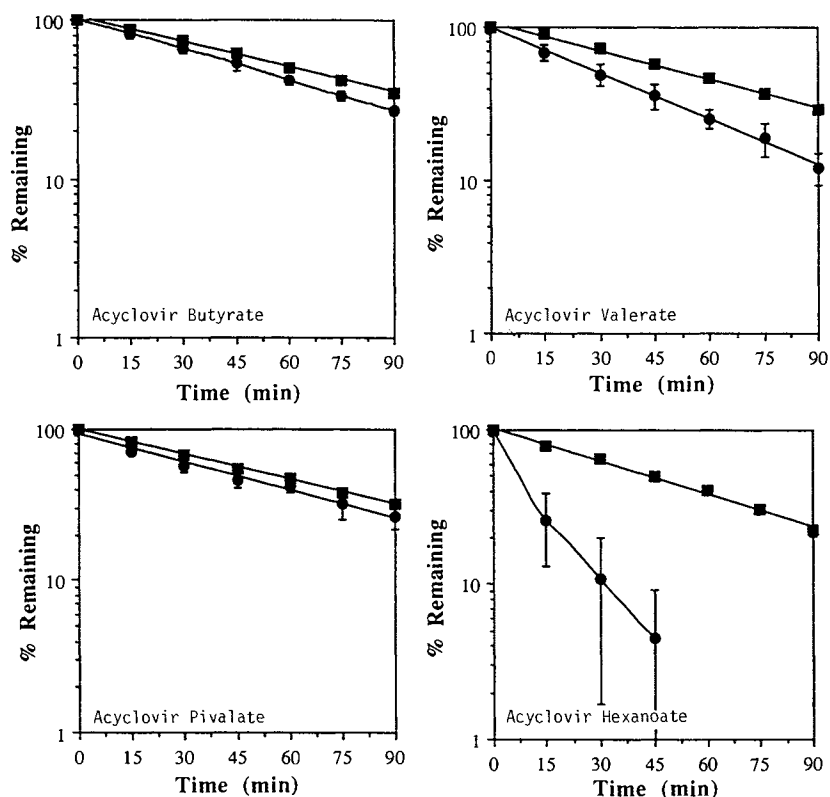 100
10
1
% Remaining
Acyclovir Butyrate
0 15 30 45 60 75 90
Time (min)
100
10
1
% Remaining
Acyclovir Valerate
0 15 30 45 60 75 90
Time (min)
100
10
1
% Remaining
Acyclovir Pivalate
0 15 30 45 60 75 90
Time (min)
100
10
1
% Remaining
Acyclovir Hexanoate
0 15 30 45 60 75 90
Time (min)